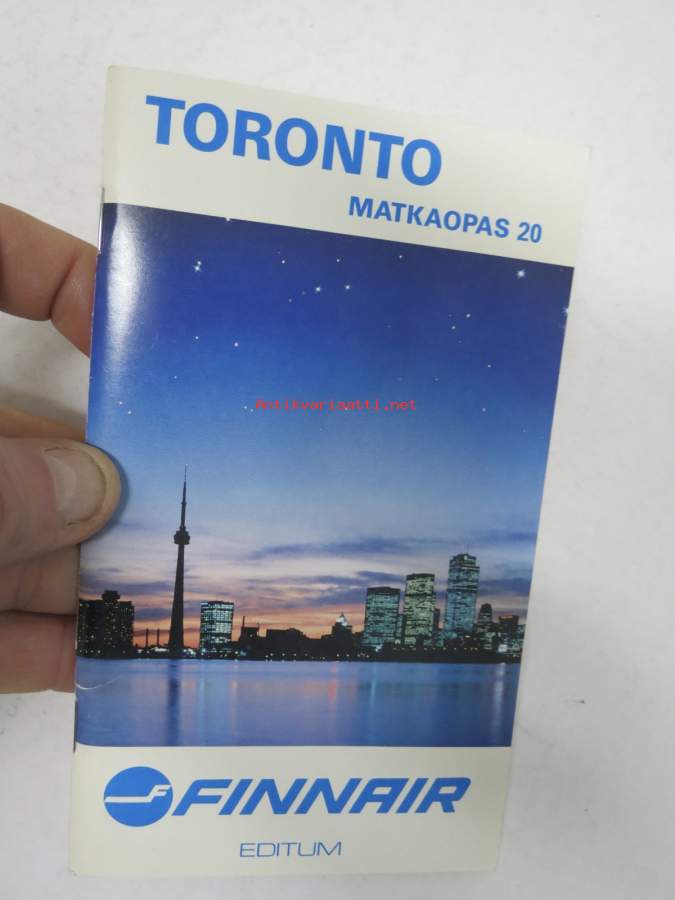 TORONTO
MATKAOPAS 20
Antikvariaatti.net
FINNAIR
EDITUM